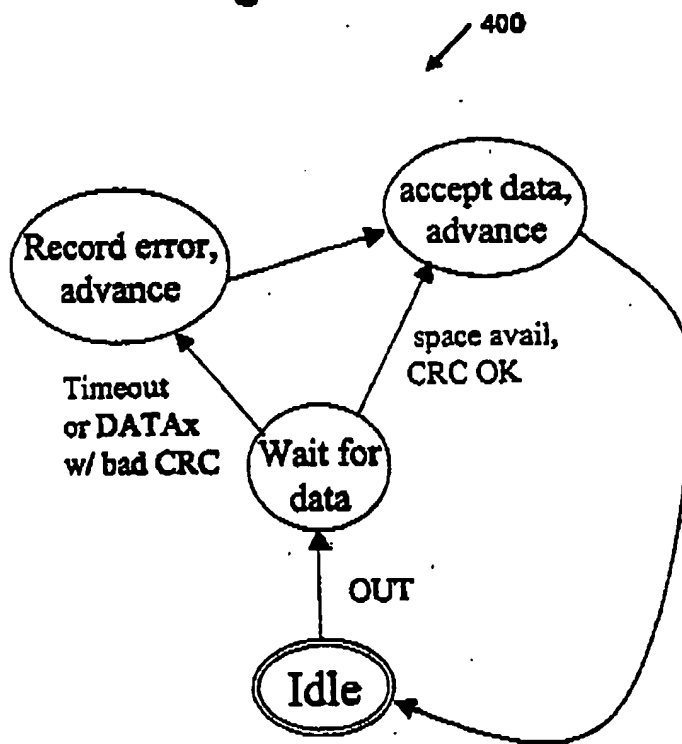 400
accept data,
advance
Record error,
advance
space avail,
CRC OK
Timeout
or DATAx
w/ bad CRC
Wait for
data
OUT
Idle